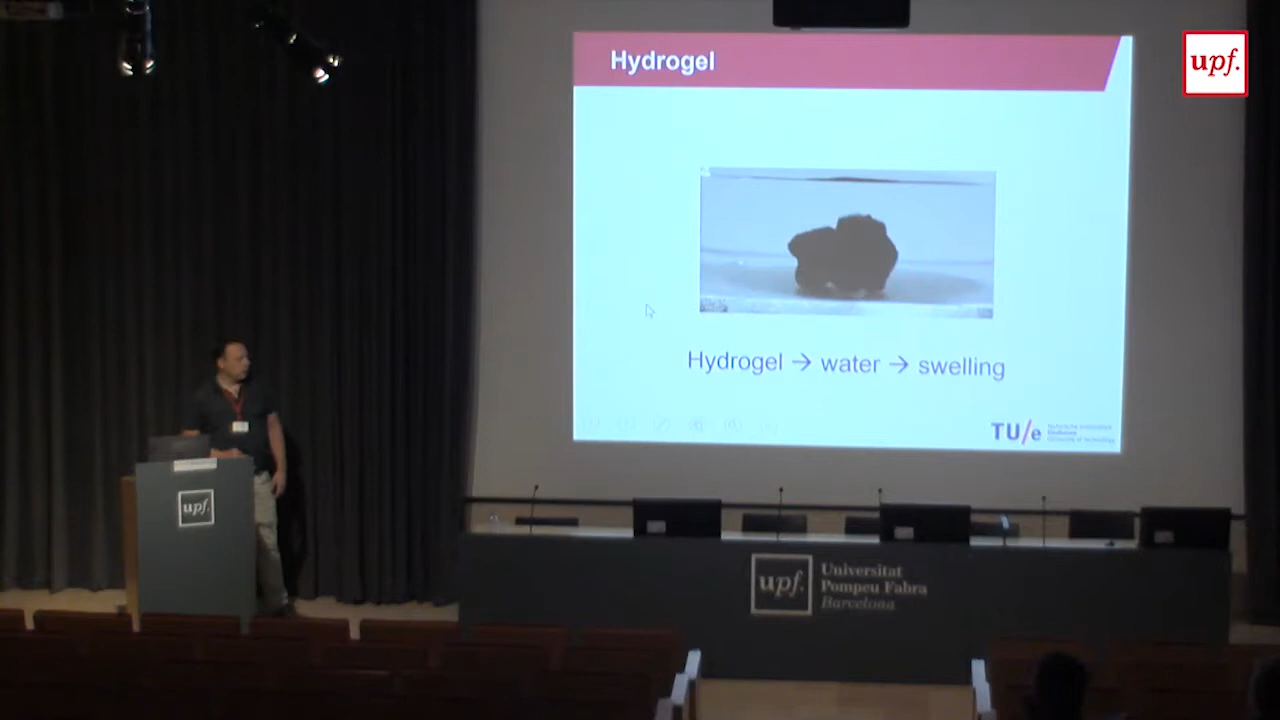 Hydrogel
upf.
Hydrogel → water → swelling
TU/e
upf.
upf.
Universitat
Pompeu Fabra
Barcelona